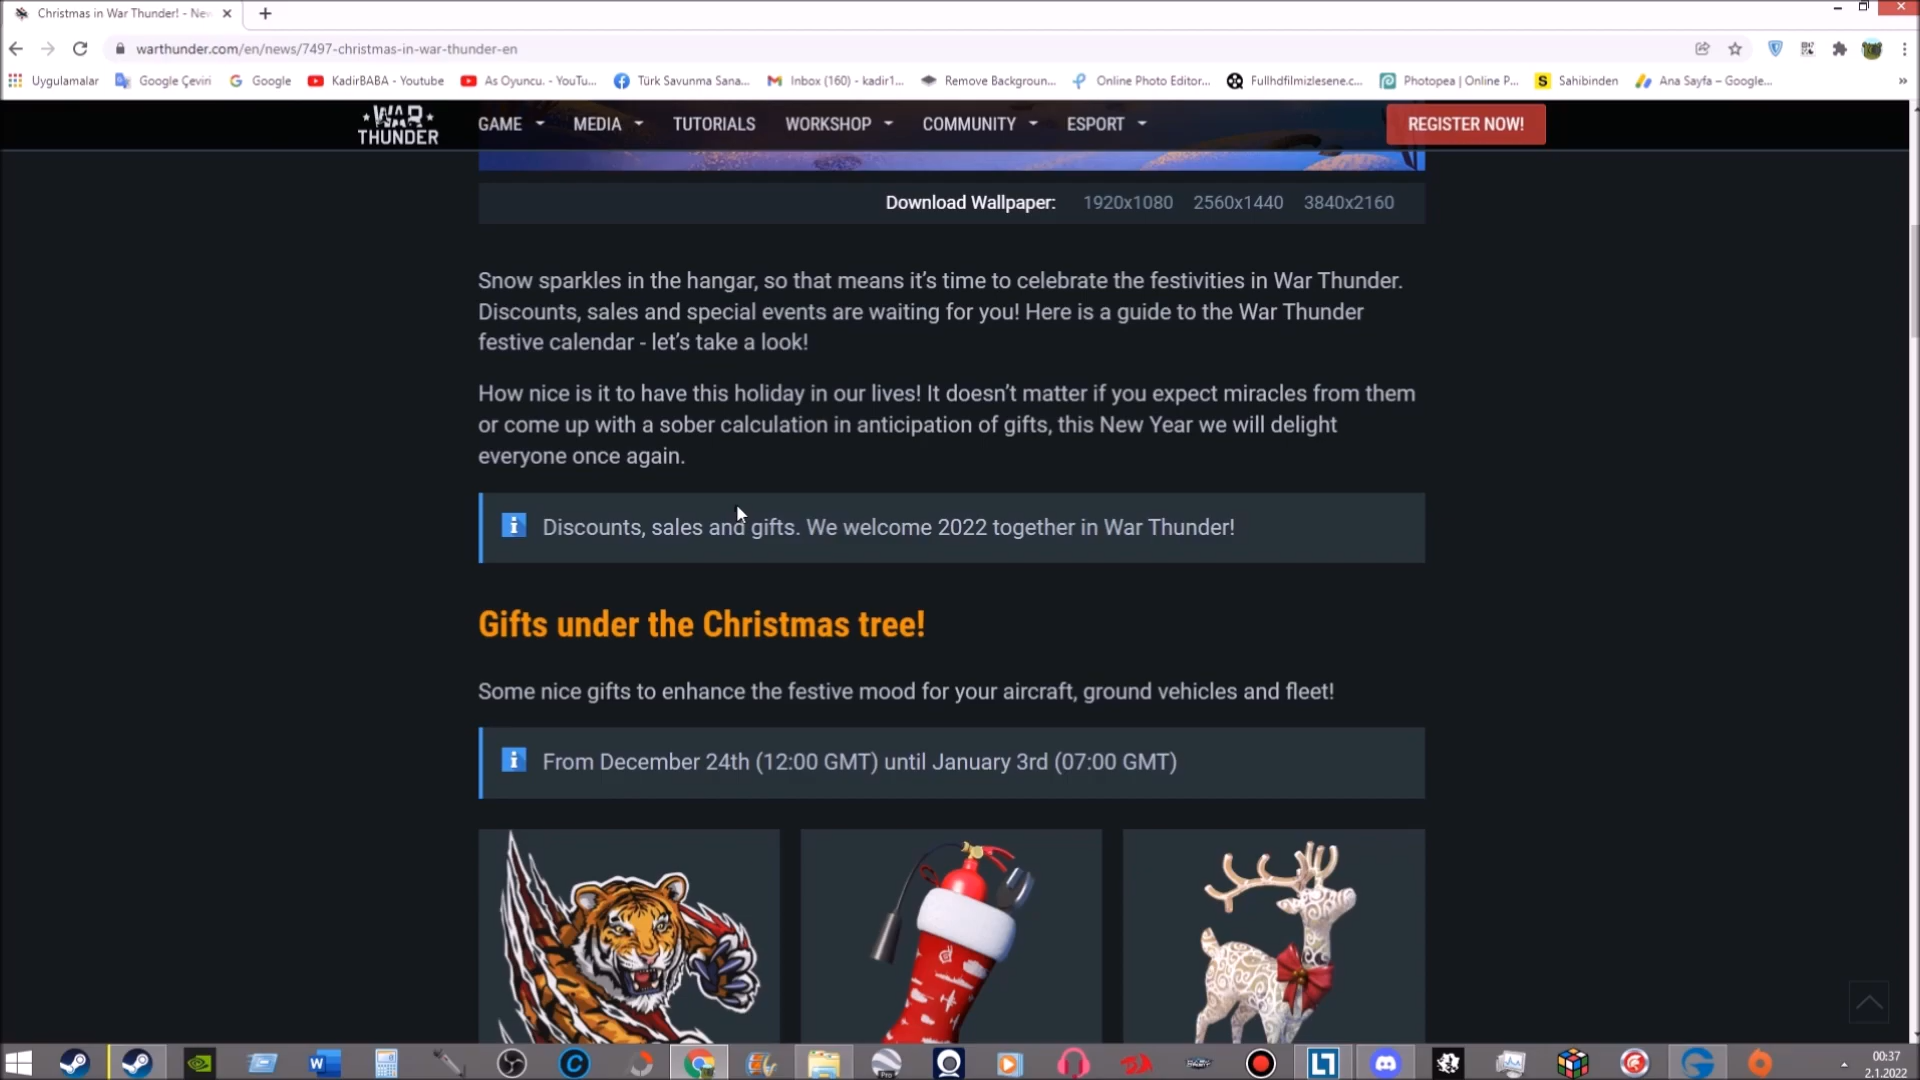 Christmas in War Thunder! - New
warthunder.com/en/news/7497-christmas-in-war-thunder-en
Uygulamalar
Google Çeviri
Google
KadirBABA - Youtube
As Oyuncu. - YouTu...
Türk Savunma Sana...
Inbox (160) - kadir1...
Remove Backgroun...
Online Photo Editor...
Fullhdfilmizlesene.c...
Photopea | Online P...
Sahibinden
Ana Sayfa – Google...
WAR
THUNDER
GAME
MEDIA
TUTORIALS
WORKSHOP
COMMUNITY
ESPORT
REGISTER NOW!
Download Wallpaper: 1920x1080 2560x1440 3840x2160
Snow sparkles in the hangar, so that means it’s time to celebrate the festivities in War Thunder.
Discounts, sales and special events are waiting for you! Here is a guide to the War Thunder
festive calendar - let’s take a look!
How nice is it to have this holiday in our lives! It doesn’t matter if you expect miracles from them
or come up with a sober calculation in anticipation of gifts, this New Year we will delight
everyone once again.
Discounts, sales and gifts. We welcome 2022 together in War Thunder!
Gifts under the Christmas tree!
Some nice gifts to enhance the festive mood for your aircraft, ground vehicles and fleet!
From December 24th (12:00 GMT) until January 3rd (07:00 GMT)
00:37
2.1.2022